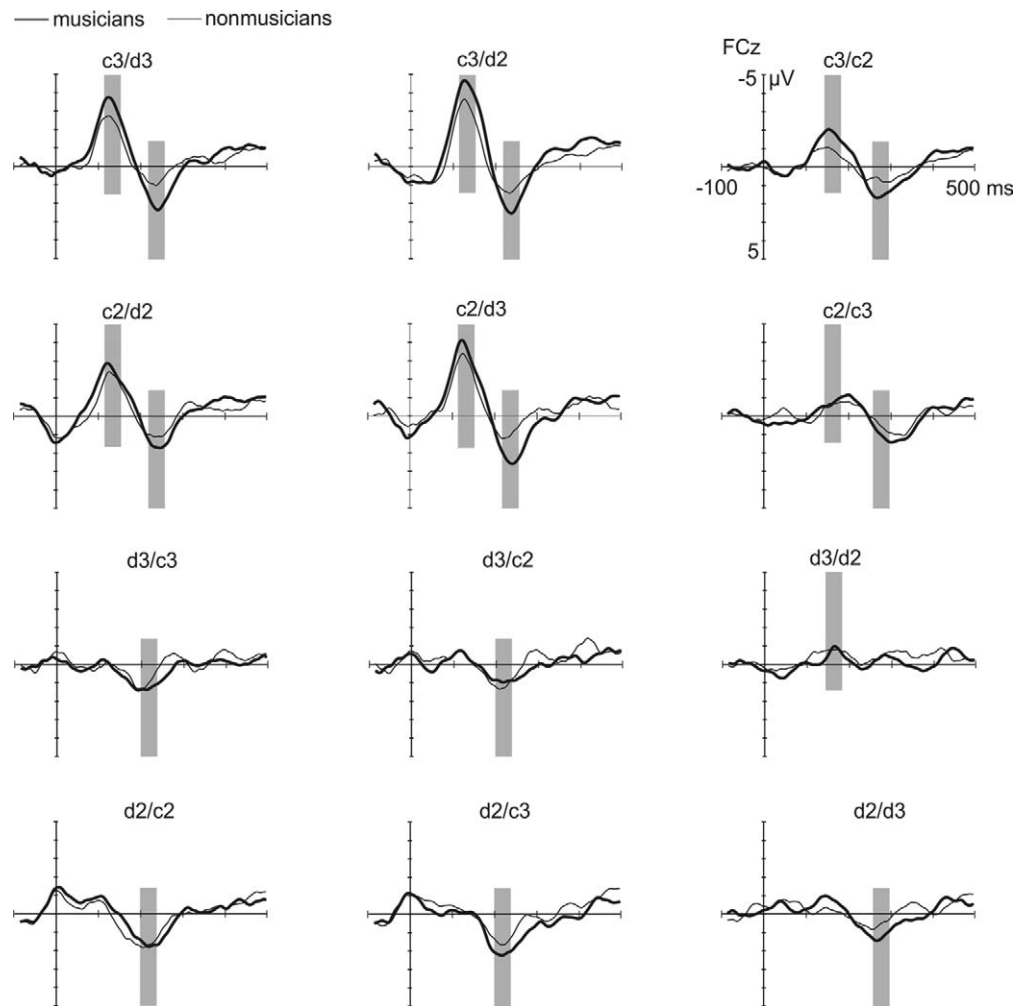 musicians nonmusicians
c3/d3 c3/d2 FCz c3/c2
-5 µV
-100 500 ms
5
c2/d2 c2/d3 c2/c3
d3/c3 d3/c2 d3/d2
d2/c2 d2/c3 d2/d3